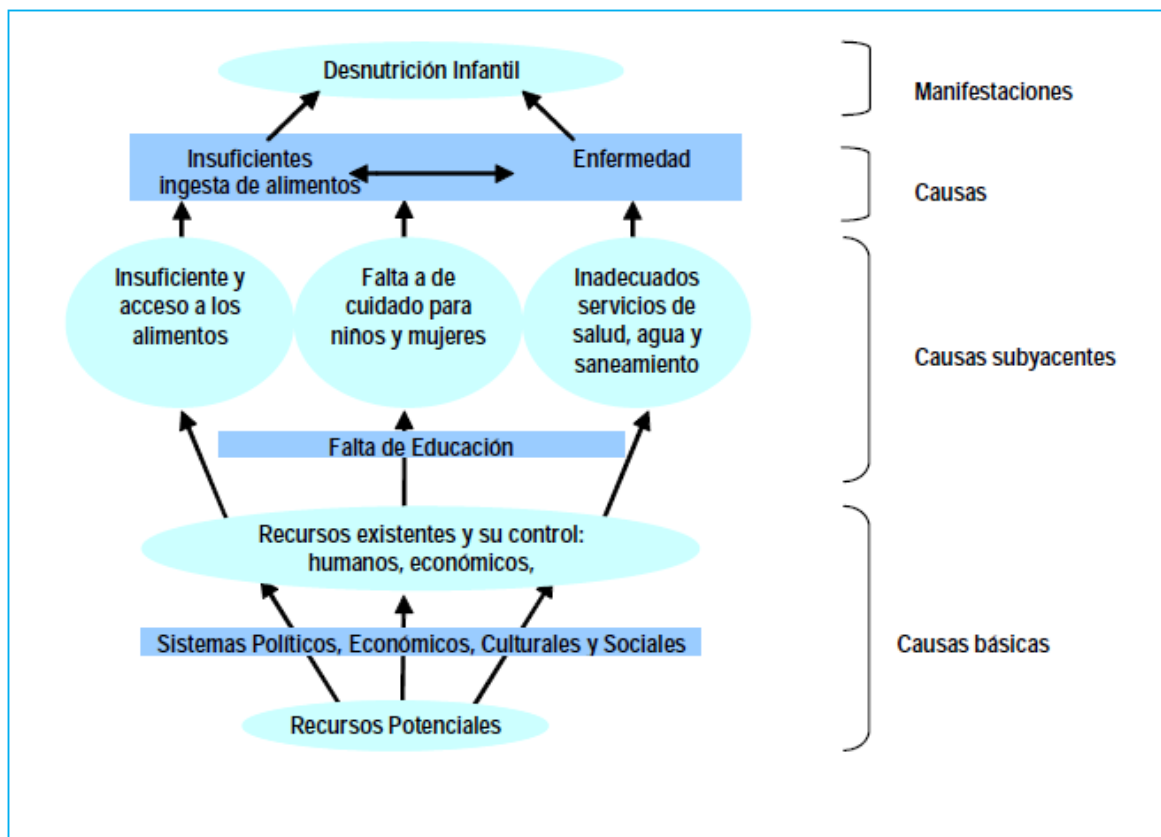 Desnutrición Infantil
Manifestaciones
Insuficientes
ingesta de alimentos
Enfermedad
Causas
Insuficiente y
acceso a los
alimentos
Falta a de
cuidado para
niños y mujeres
Inadecuados
servicios de
salud, agua y
saneamiento
Causas subyacentes
Falta de Educación
Recursos existentes y su control:
humanos, económicos,
Sistemas Políticos, Económicos, Culturales y Sociales
Causas básicas
Recursos Potenciales